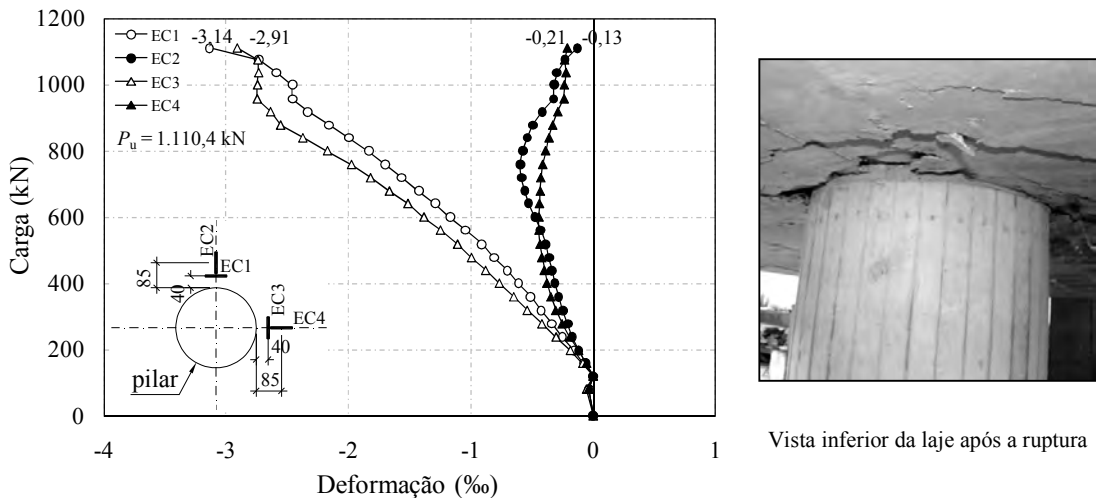 1200
1000
800
600
400
200
0
Carga (kN)
EC1
EC2
EC3
EC4
-3,14
-2,91
-0,21
-0,13
P_u = 1.110,4 kN
EC2
EC1
85
40
EC3
EC4
40
85
pilar
-4
-3
-2
-1
0
1
Deformação (‰)
Vista inferior da laje após a ruptura